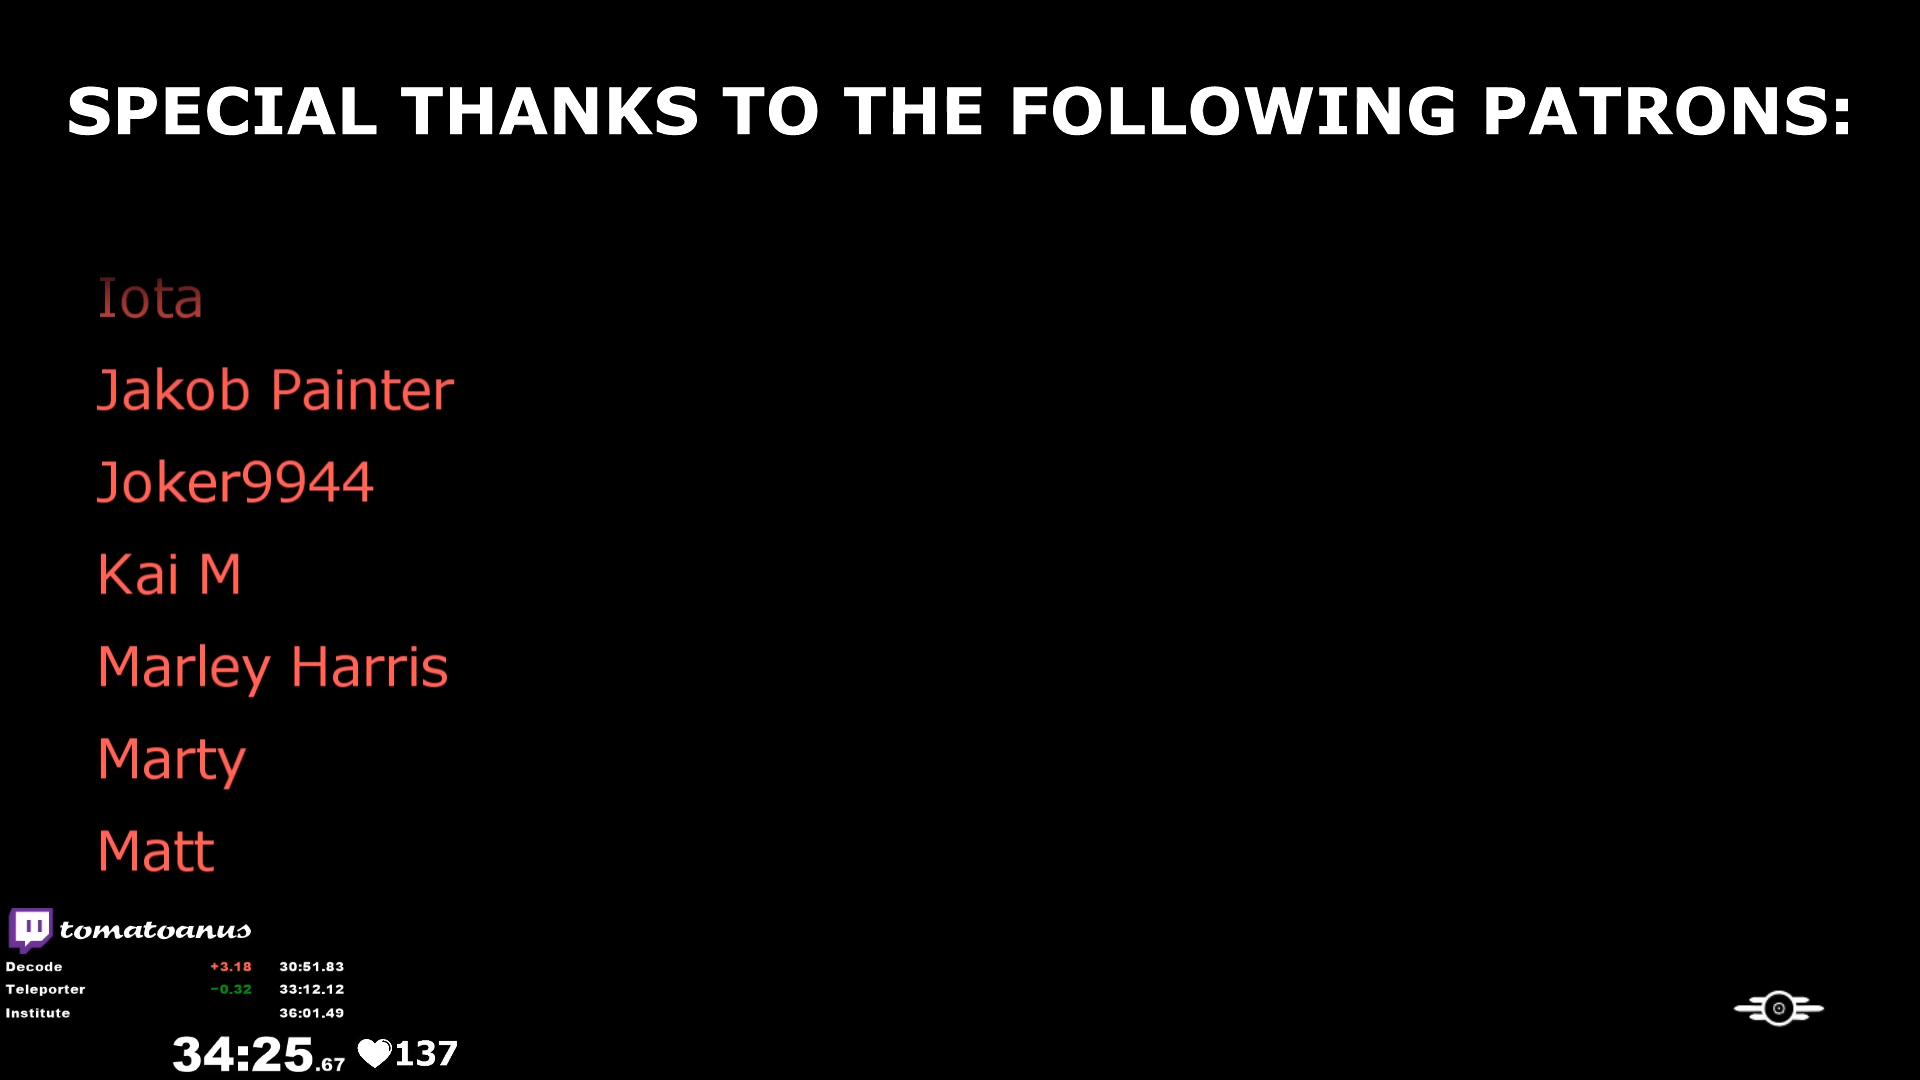 SPECIAL THANKS TO THE FOLLOWING PATRONS:
Iota
Jakob Painter
Joker9944
Kai M
Marley Harris
Marty
Matt
tomatoanus
Decode +3.18 30:51.83
Teleporter −0.32 33:12.12
Institute 36:01.49
34:25.67 137